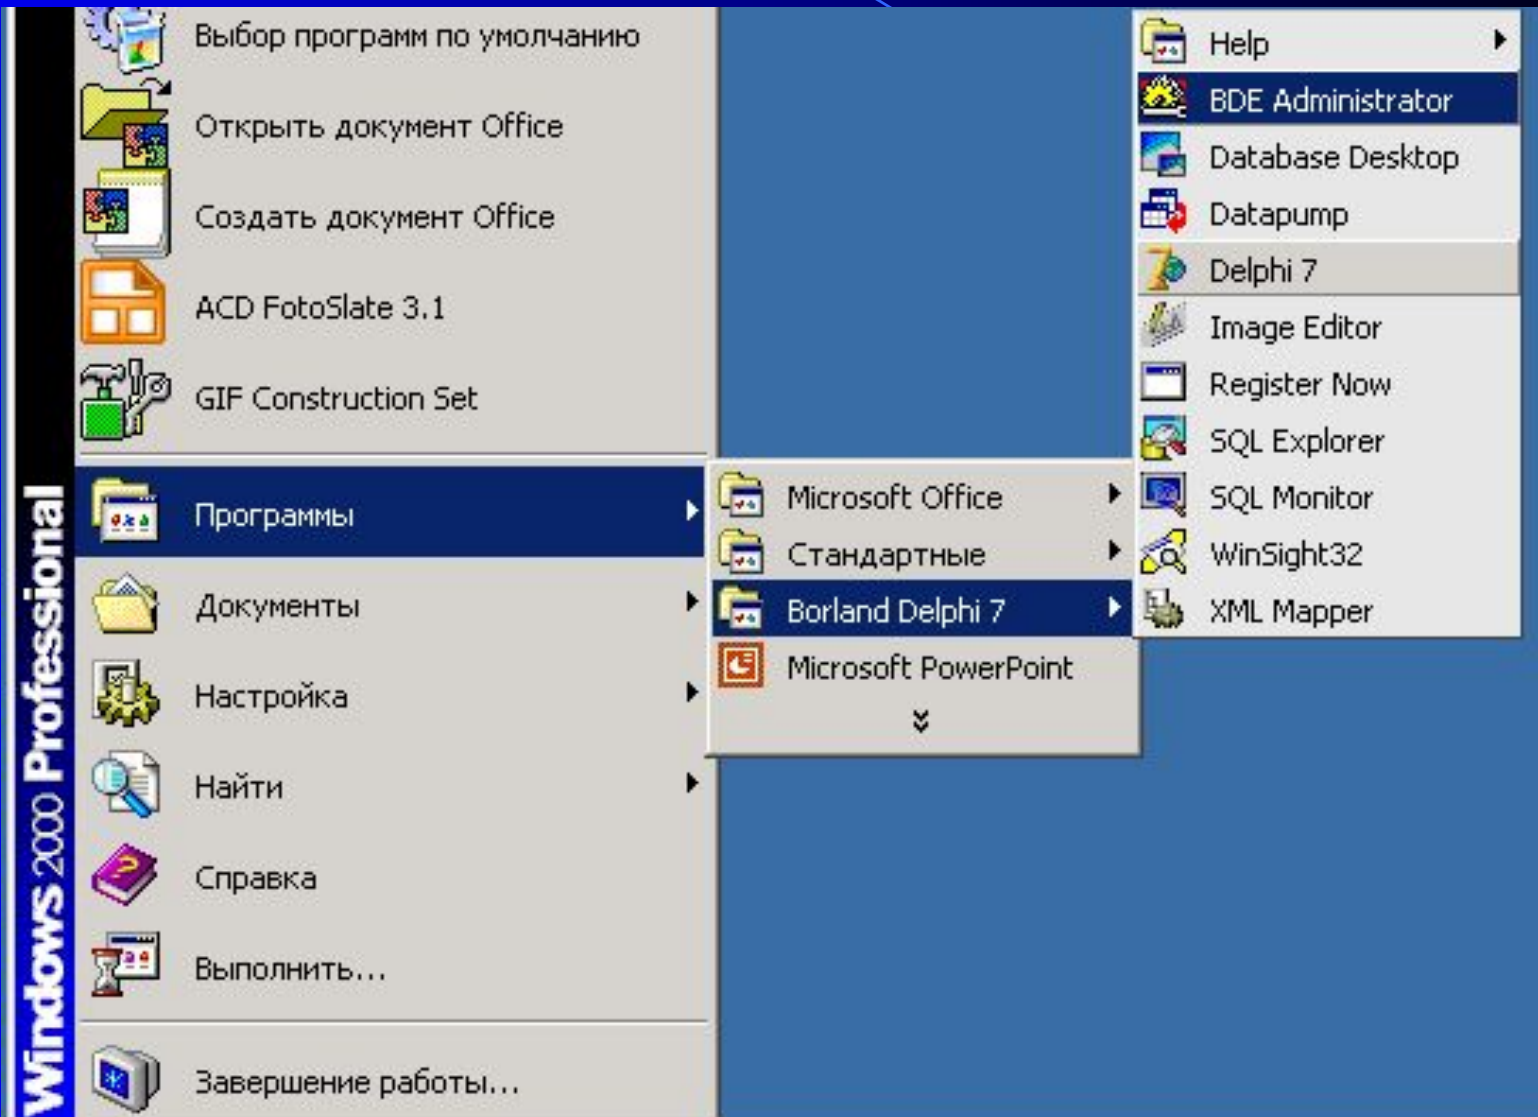 Выбор программ по умолчанию
Открыть документ Office
Создать документ Office
ACD FotoSlate 3.1
GIF Construction Set
Программы
Документы
Настройка
Найти
Справка
Выполнить...
Завершение работы...
Windows 2000 Professional
Microsoft Office
Стандартные
Borland Delphi 7
Microsoft PowerPoint
Help
BDE Administrator
Database Desktop
Datapump
Delphi 7
Image Editor
Register Now
SQL Explorer
SQL Monitor
WinSight32
XML Mapper